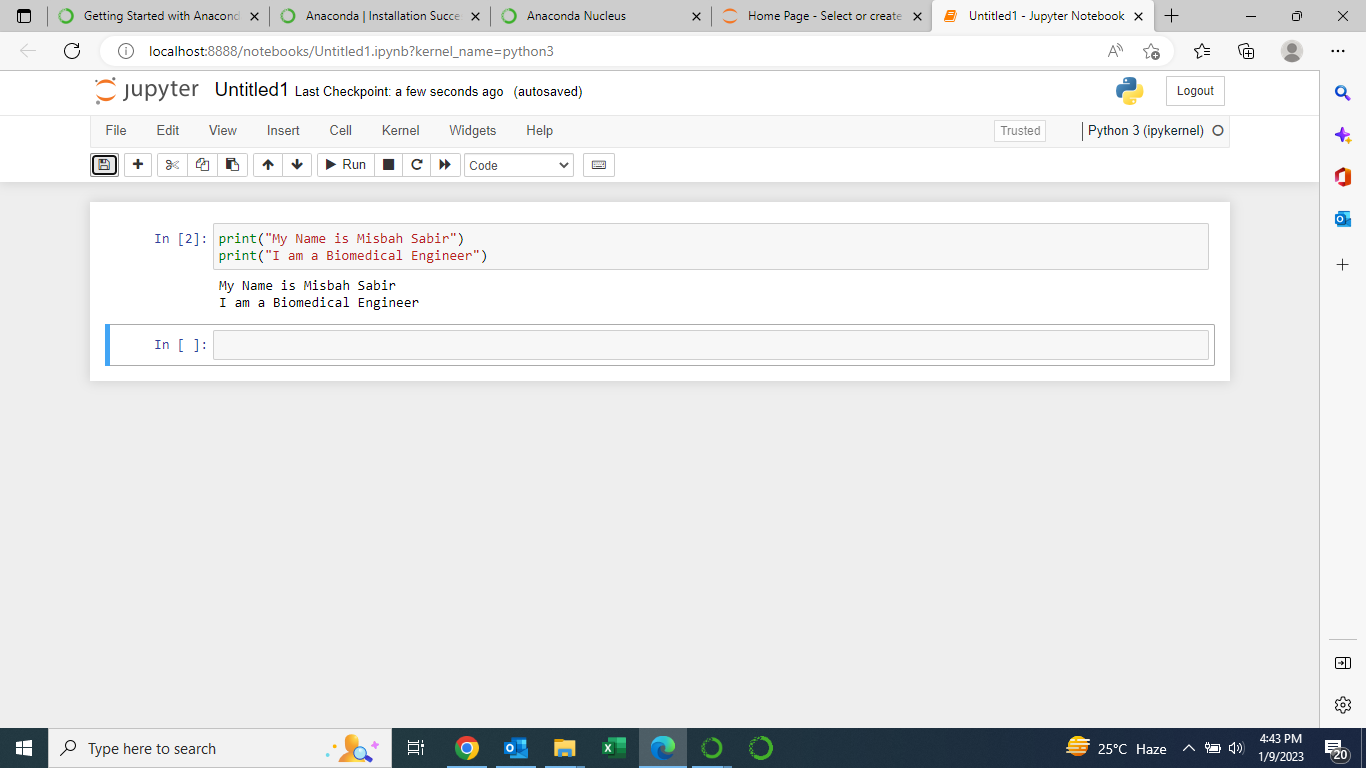 Getting Started with Anacond
Anaconda | Installation Succe
Anaconda Nucleus
Home Page - Select or create
Untitled1 - Jupyter Notebook
localhost:8888/notebooks/Untitled1.ipynb?kernel_name=python3
jupyter Untitled1 Last Checkpoint: a few seconds ago (autosaved)
Logout
File Edit View Insert Cell Kernel Widgets Help
Trusted
Python 3 (ipykernel)
Run
Code
In [2]: print("My Name is Misbah Sabir")
print("I am a Biomedical Engineer")
My Name is Misbah Sabir
I am a Biomedical Engineer
In [ ]:
Type here to search
25°C Haze
4:43 PM
1/9/2023
20